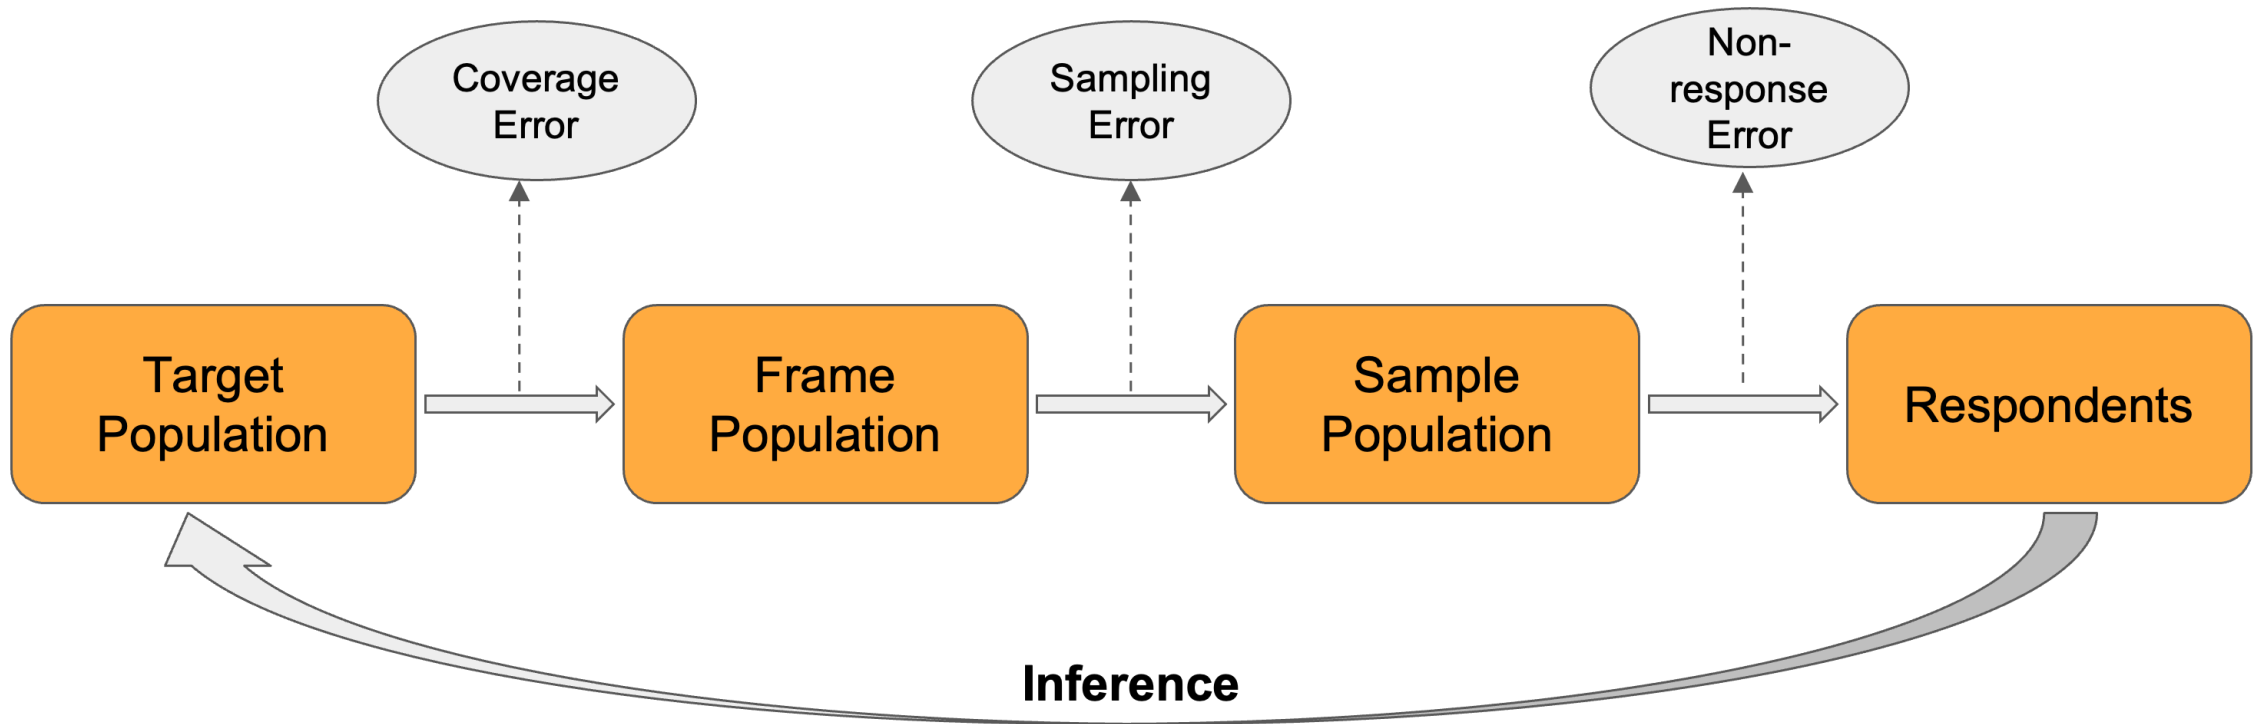 Coverage
Error
Sampling
Error
Non-
response
Error
Target
Population
Frame
Population
Sample
Population
Respondents
Inference